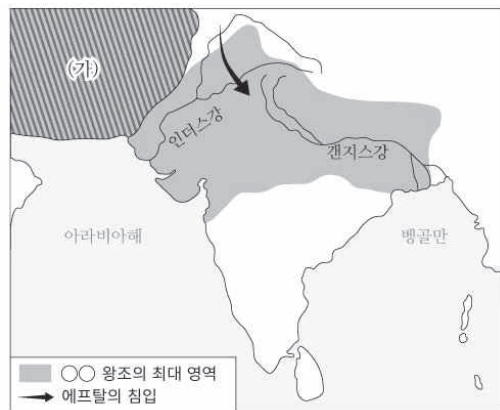 (가)
인더스강
갠지스강
아라비아해
벵골만
○○ 왕조의 최대 영역
에프탈의 침입